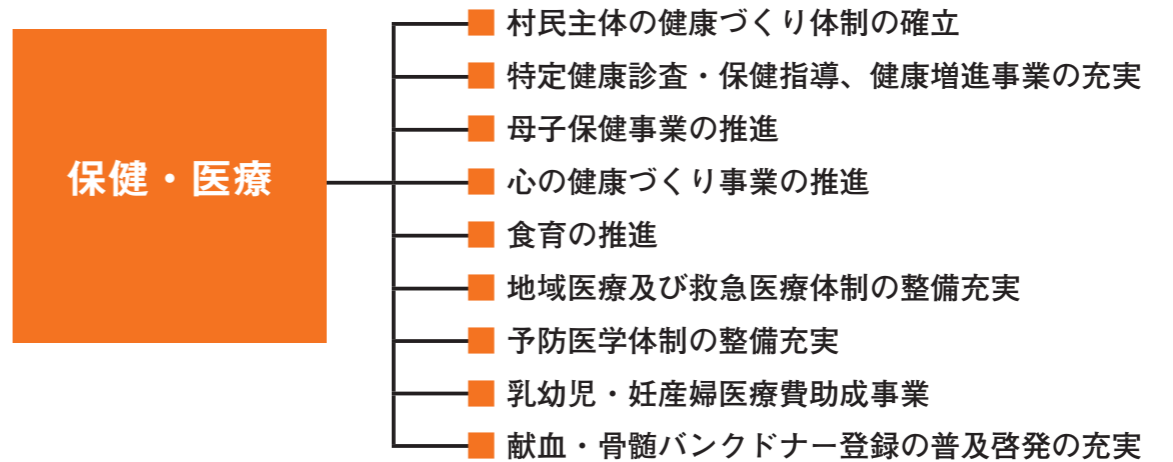 保健・医療
村民主体の健康づくり体制の確立
特定健康診査・保健指導、健康増進事業の充実
母子保健事業の推進
心の健康づくり事業の推進
食育の推進
地域医療及び救急医療体制の整備充実
予防医学体制の整備充実
乳幼児・妊産婦医療費助成事業
献血・骨髄バンクドナー登録の普及啓発の充実